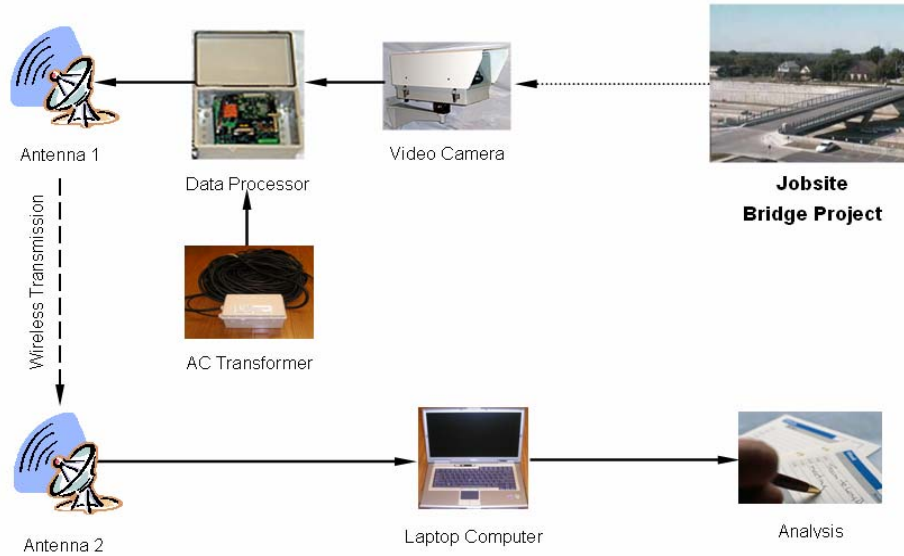 Antenna 1
Data Processor
Video Camera
Jobsite
Bridge Project
Wireless Transmission
AC Transformer
Antenna 2
Laptop Computer
Analysis